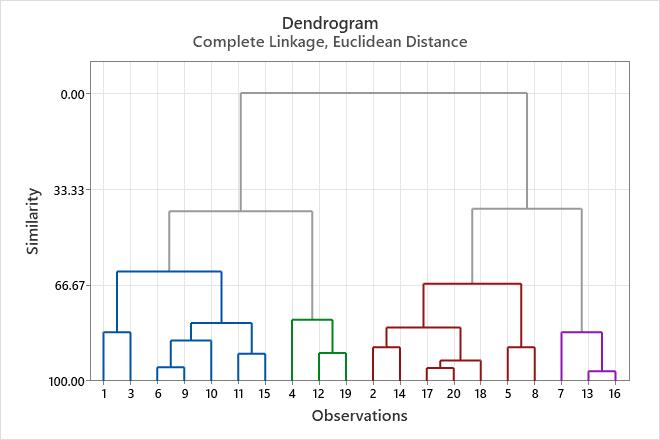 Dendrogram
Complete Linkage, Euclidean Distance
0.00
33.33
66.67
100.00
Similarity
1 3 6 9 10 11 15 4 12 19 2 14 17 20 18 5 8 7 13 16
Observations